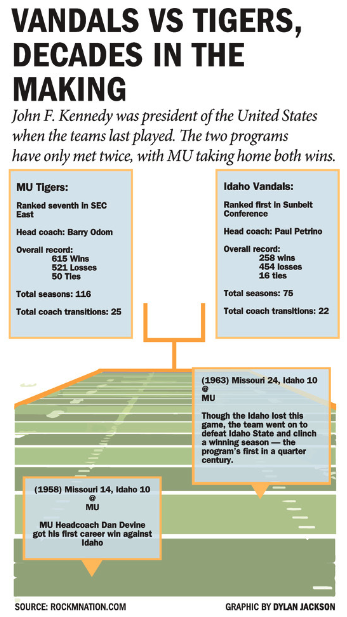 VANDALS VS TIGERS,
DECADES IN THE
MAKING
John F. Kennedy was president of the United States
when the teams last played. The two programs
have only met twice, with MU taking home both wins.
MU Tigers:
Ranked seventh in SEC
East
Head coach: Barry Odom
Overall record:
615 Wins
521 Losses
50 Ties
Total seasons: 116
Total coach transitions: 25
Idaho Vandals:
Ranked first in Sunbelt
Conference
Head coach: Paul Petrino
Overall record:
258 wins
454 losses
16 ties
Total seasons: 75
Total coach transitions: 22
(1963) Missouri 24, Idaho 10
@
MU
Though the Idaho lost this
game, the team went on to
defeat Idaho State and clinch
a winning season — the
program's first in a quarter
century.
(1958) Missouri 14, Idaho 10
@
MU
MU Headcoach Dan Devine
got his first career win against
Idaho
SOURCE: ROCKMNATION.COM
GRAPHIC BY DYLAN JACKSON